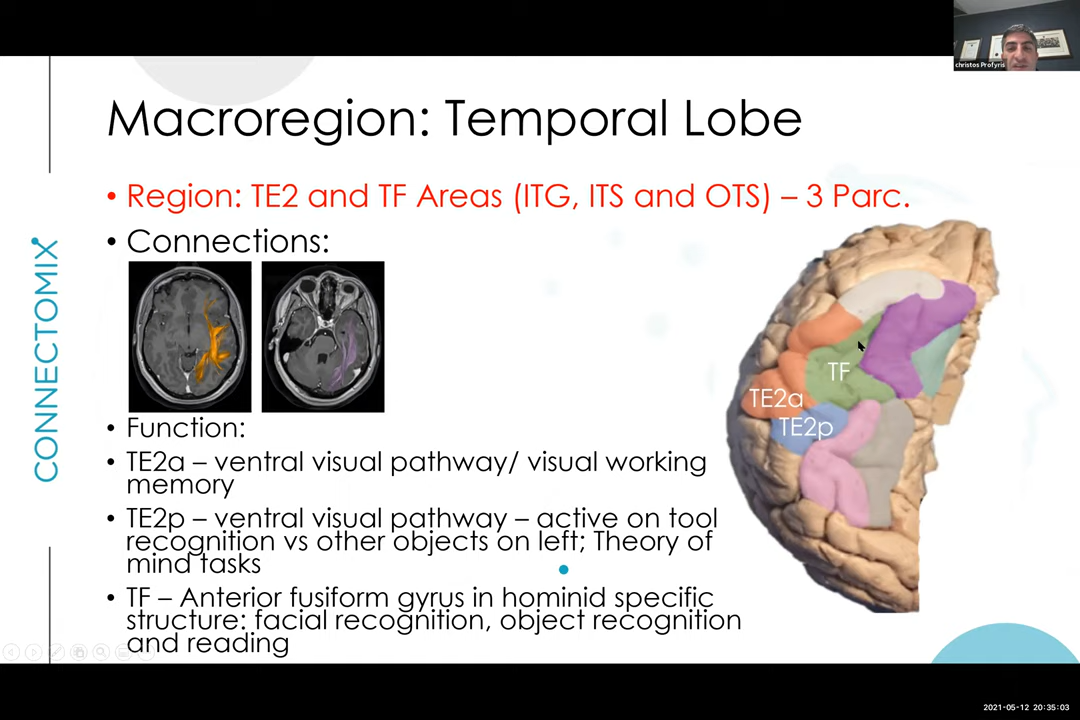 christos Profyris
Macroregion: Temporal Lobe
• Region: TE2 and TF Areas (ITG, ITS and OTS) – 3 Parc.
• Connections:
CONNECTOMIX
TF
TE2a
TE2p
• Function:
• TE2a – ventral visual pathway/ visual working
memory
• TE2p – ventral visual pathway – active on tool
recognition vs other objects on left; Theory of
mind tasks
• TF – Anterior fusiform gyrus in hominid specific
structure: facial recognition, object recognition
and reading
2021-05-12 20:35:03